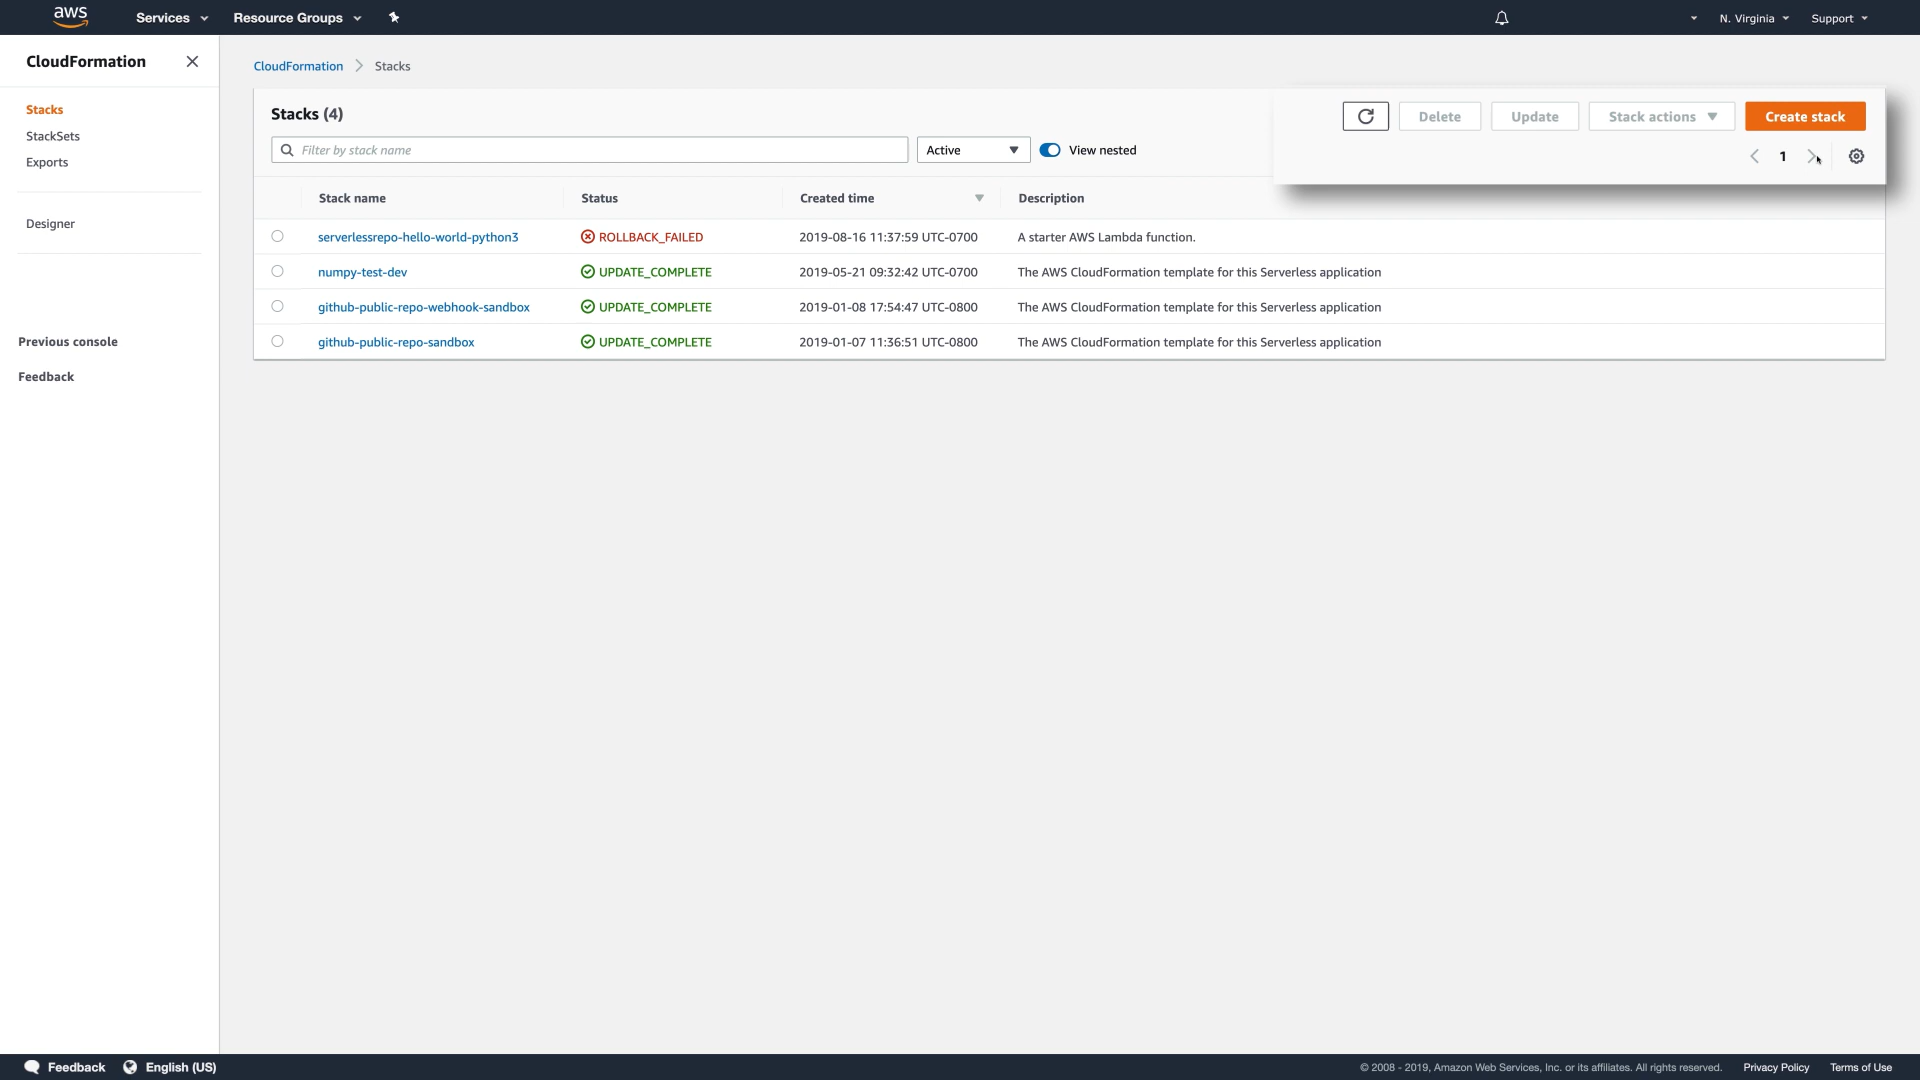 aws Services Resource Groups N. Virginia Support
CloudFormation
Stacks
StackSets
Exports
Designer
Previous console
Feedback
CloudFormation Stacks
Stacks (4)
Delete Update Stack actions Create stack
Filter by stack name Active View nested
1
Stack name Status Created time Description
serverlessrepo-hello-world-python3 ROLLBACK_FAILED 2019-08-16 11:37:59 UTC-0700 A starter AWS Lambda function.
numpy-test-dev UPDATE_COMPLETE 2019-05-21 09:32:42 UTC-0700 The AWS CloudFormation template for this Serverless application
github-public-repo-webhook-sandbox UPDATE_COMPLETE 2019-01-08 17:54:47 UTC-0800 The AWS CloudFormation template for this Serverless application
github-public-repo-sandbox UPDATE_COMPLETE 2019-01-07 11:36:51 UTC-0800 The AWS CloudFormation template for this Serverless application
Feedback English (US) © 2008 - 2019, Amazon Web Services, Inc. or its affiliates. All rights reserved. Privacy Policy Terms of Use